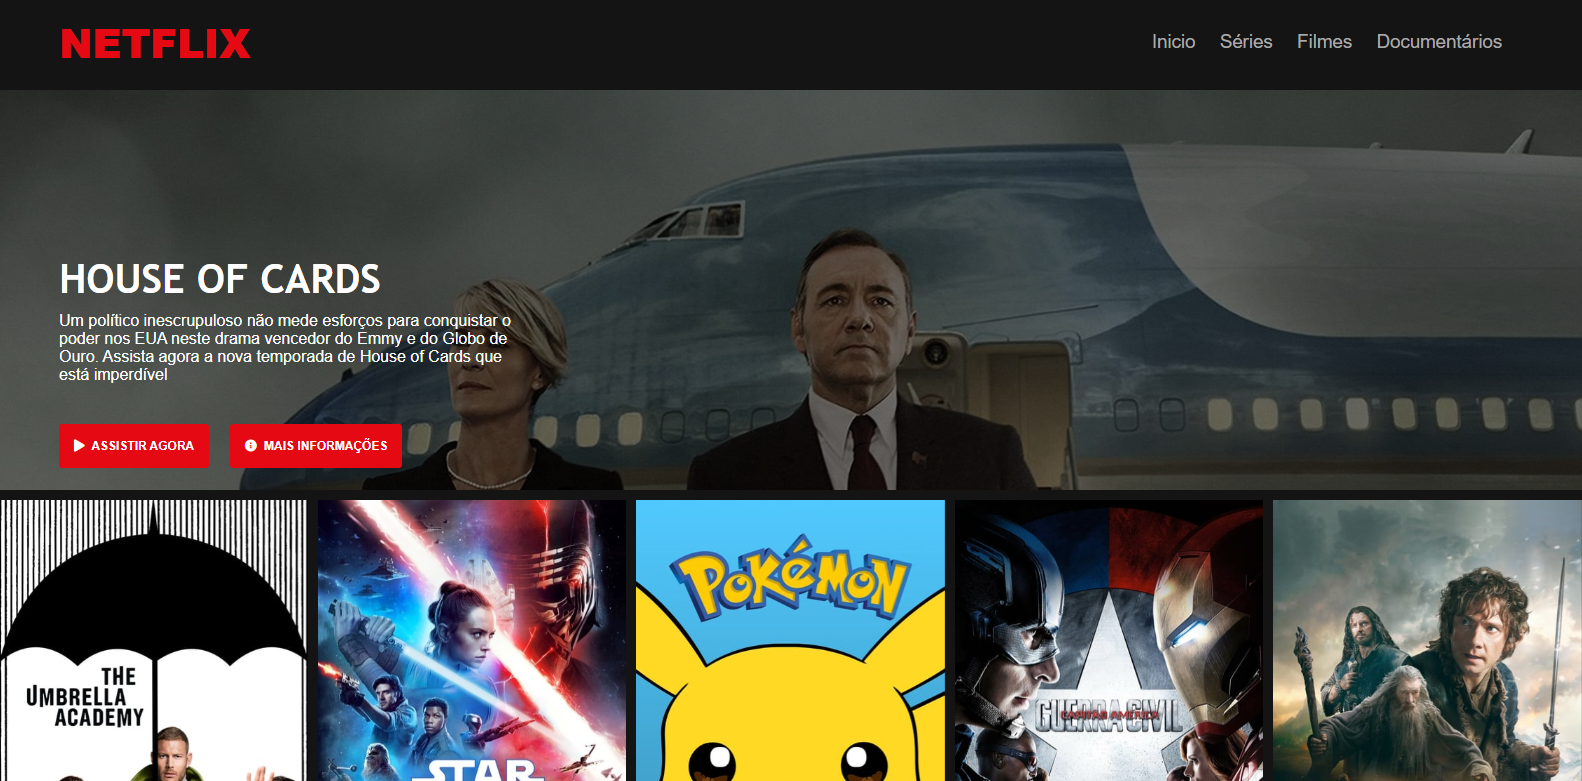 NETFLIX
Inicio Séries Filmes Documentários
HOUSE OF CARDS
Um político inescrupuloso não mede esforços para conquistar o
poder nos EUA neste drama vencedor do Emmy e do Globo de
Ouro. Assista agora a nova temporada de House of Cards que
está imperdível
ASSISTIR AGORA
MAIS INFORMAÇÕES
THE
UMBRELLA
ACADEMY
STAR
POKÉMON
CAPITÃO AMÉRICA
GUERRA CIVIL